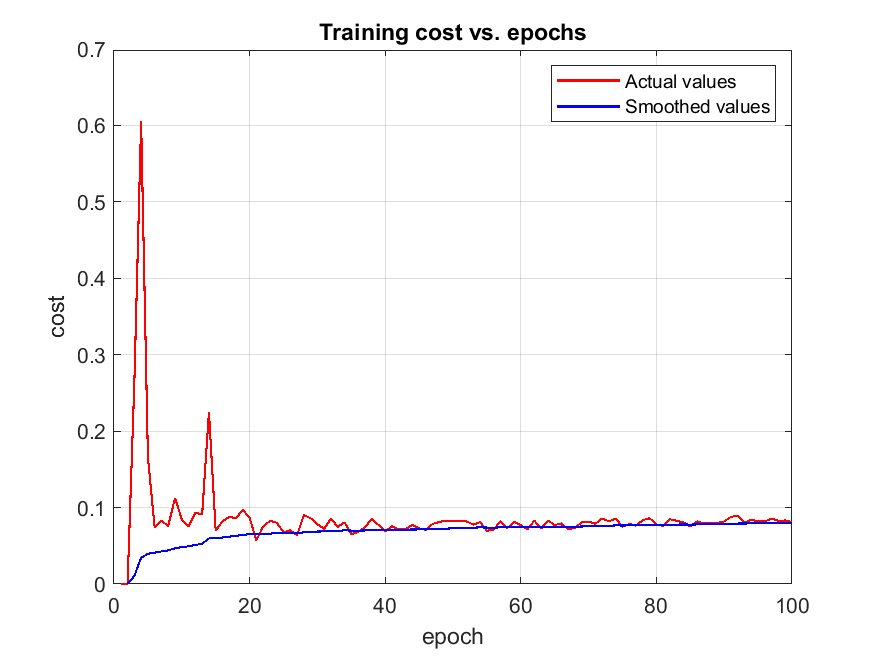 Training cost vs. epochs
0.7
0.6
0.5
0.4
0.3
0.2
0.1
0
cost
Actual values
Smoothed values
0 20 40 60 80 100
epoch